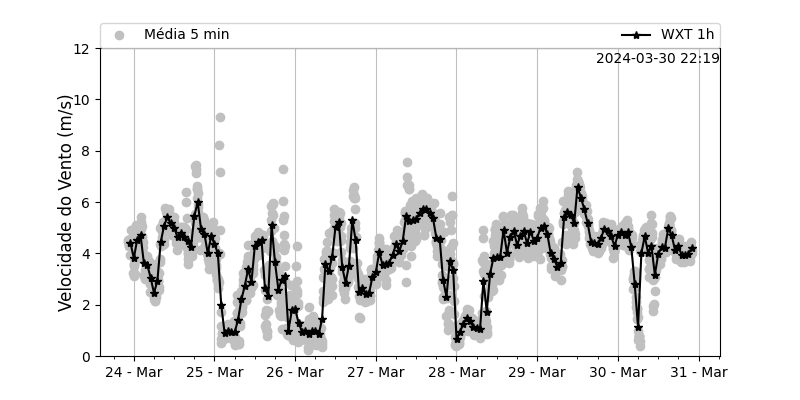 Média 5 min
WXT 1h
2024-03-30 22:19
Velocidade do Vento (m/s)
12
10
8
6
4
2
0
24 - Mar
25 - Mar
26 - Mar
27 - Mar
28 - Mar
29 - Mar
30 - Mar
31 - Mar